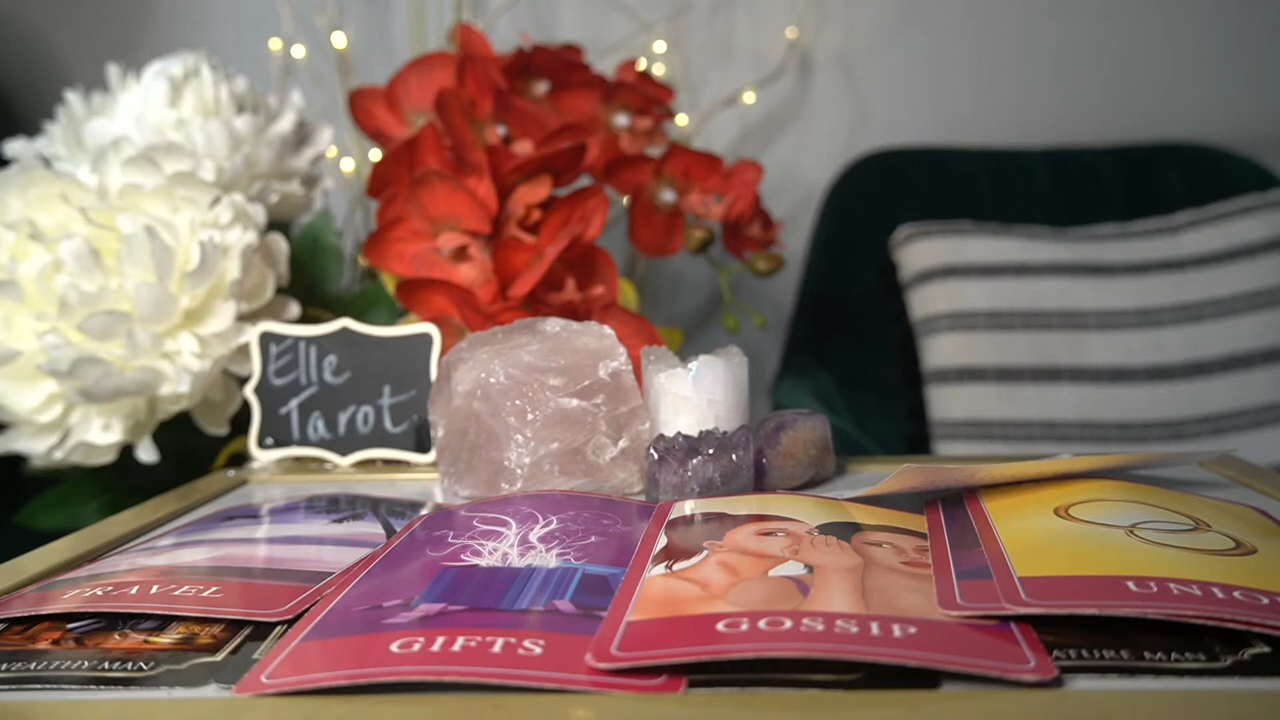 Elle
Tarot
TRAVEL
GIFTS
GOSSIP
UNIO
WEALTHY MAN
ATURE MAN